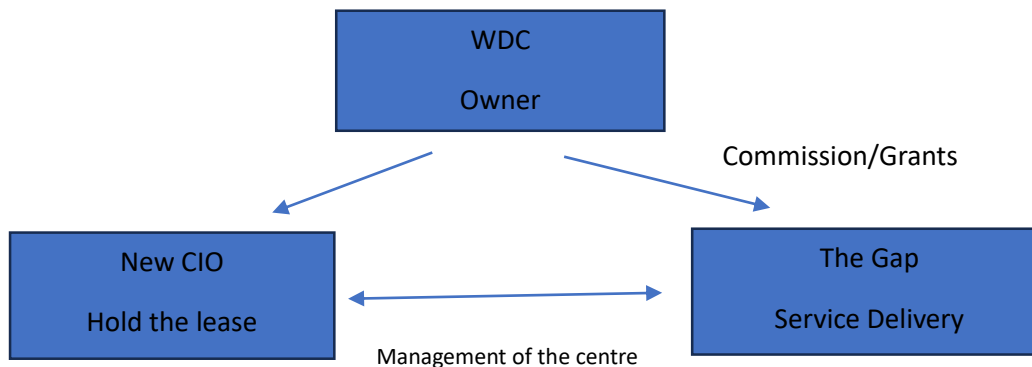 WDC
Owner
Commission/Grants
New CIO
Hold the lease
The Gap
Service Delivery
Management of the centre